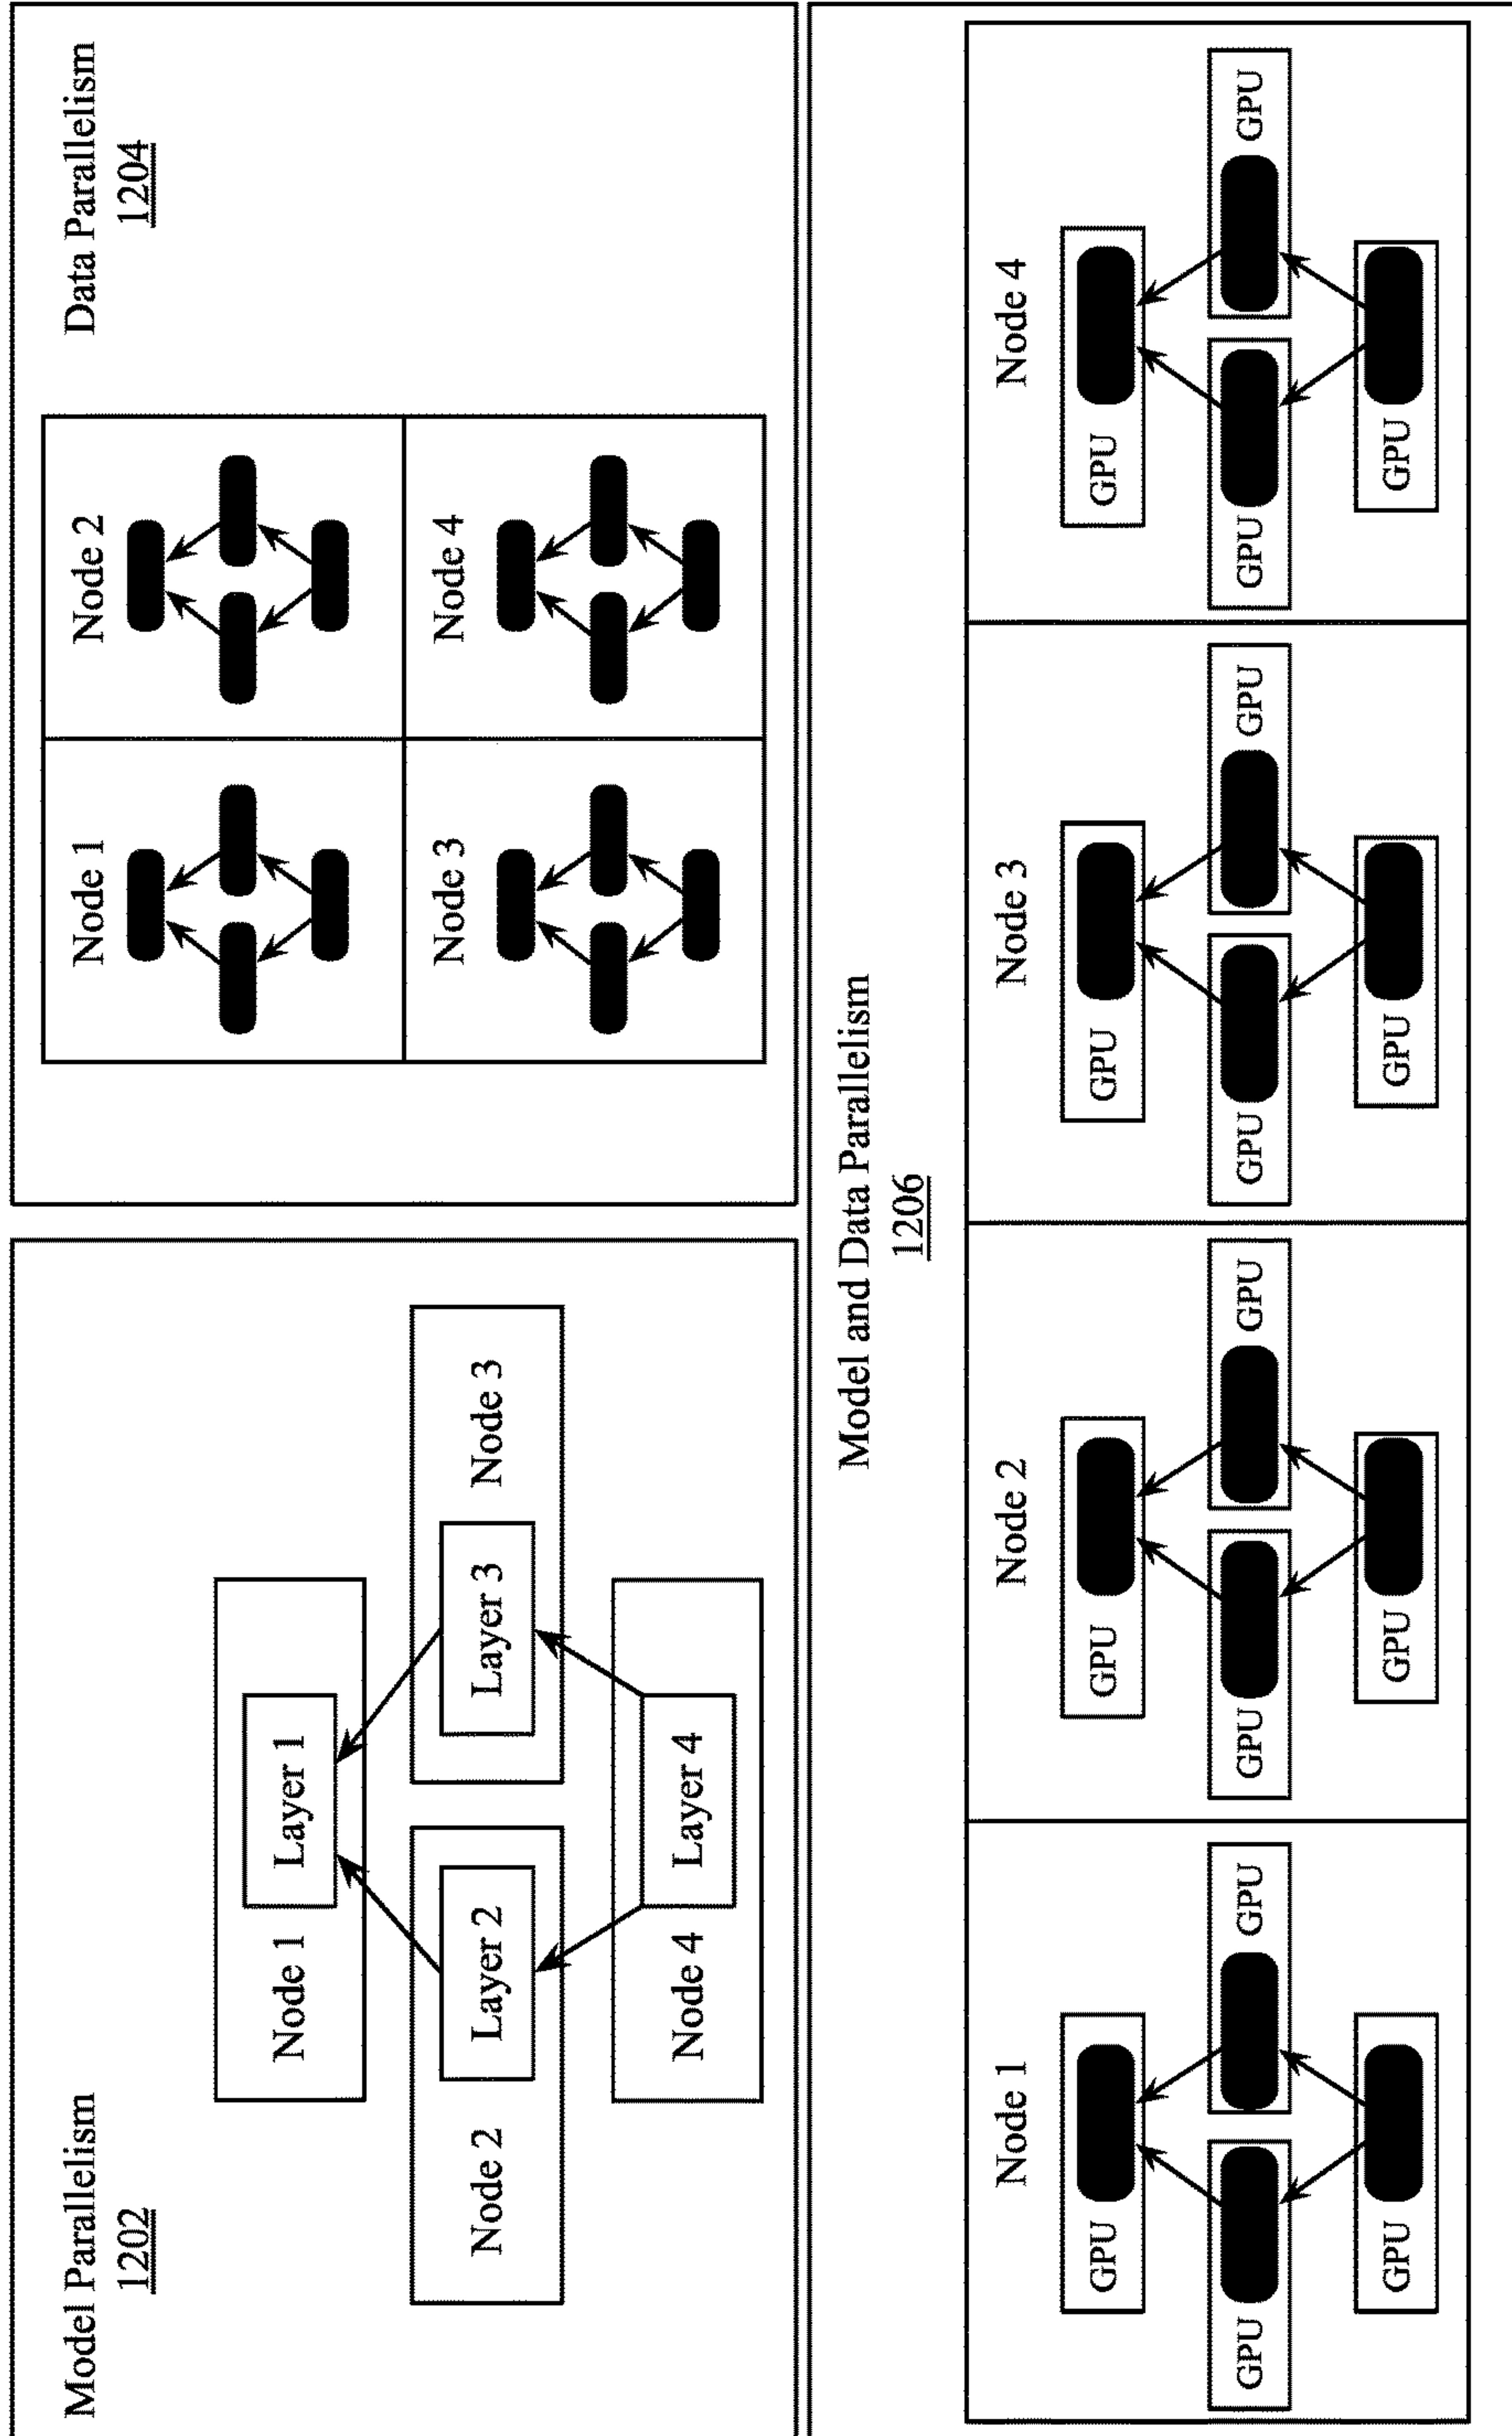 Model Parallelism
1202
Node 1
Layer 1
Node 2
Layer 2
Layer 3
Node 3
Node 4
Layer 4
Data Parallelism
1204
Node 1
Node 2
Node 3
Node 4
Model and Data Parallelism
1206
Node 1
GPU
GPU
GPU
GPU
Node 2
GPU
GPU
GPU
GPU
Node 3
GPU
GPU
GPU
GPU
Node 4
GPU
GPU
GPU
GPU